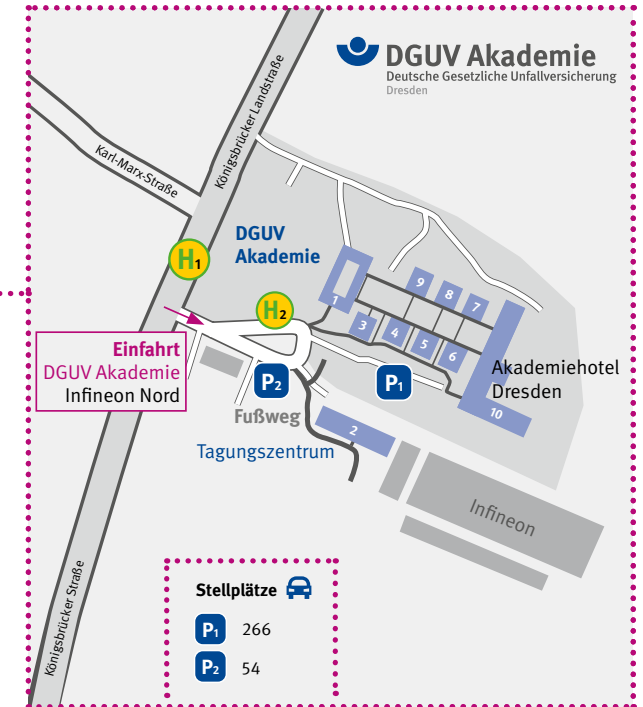 DGUV Akademie
Deutsche Gesetzliche Unfallversicherung
Dresden
Königsbrücker Landstraße
Karl-Marx-Straße
DGUV
Akademie
H1
H2
1
9
8
7
3
4
5
6
Einfahrt
DGUV Akademie
Infineon Nord
P2
P1
Akademiehotel
Dresden
10
Fußweg
2
Tagungszentrum
Infineon
Königsbrücker Straße
Stellplätze
P1 266
P2 54